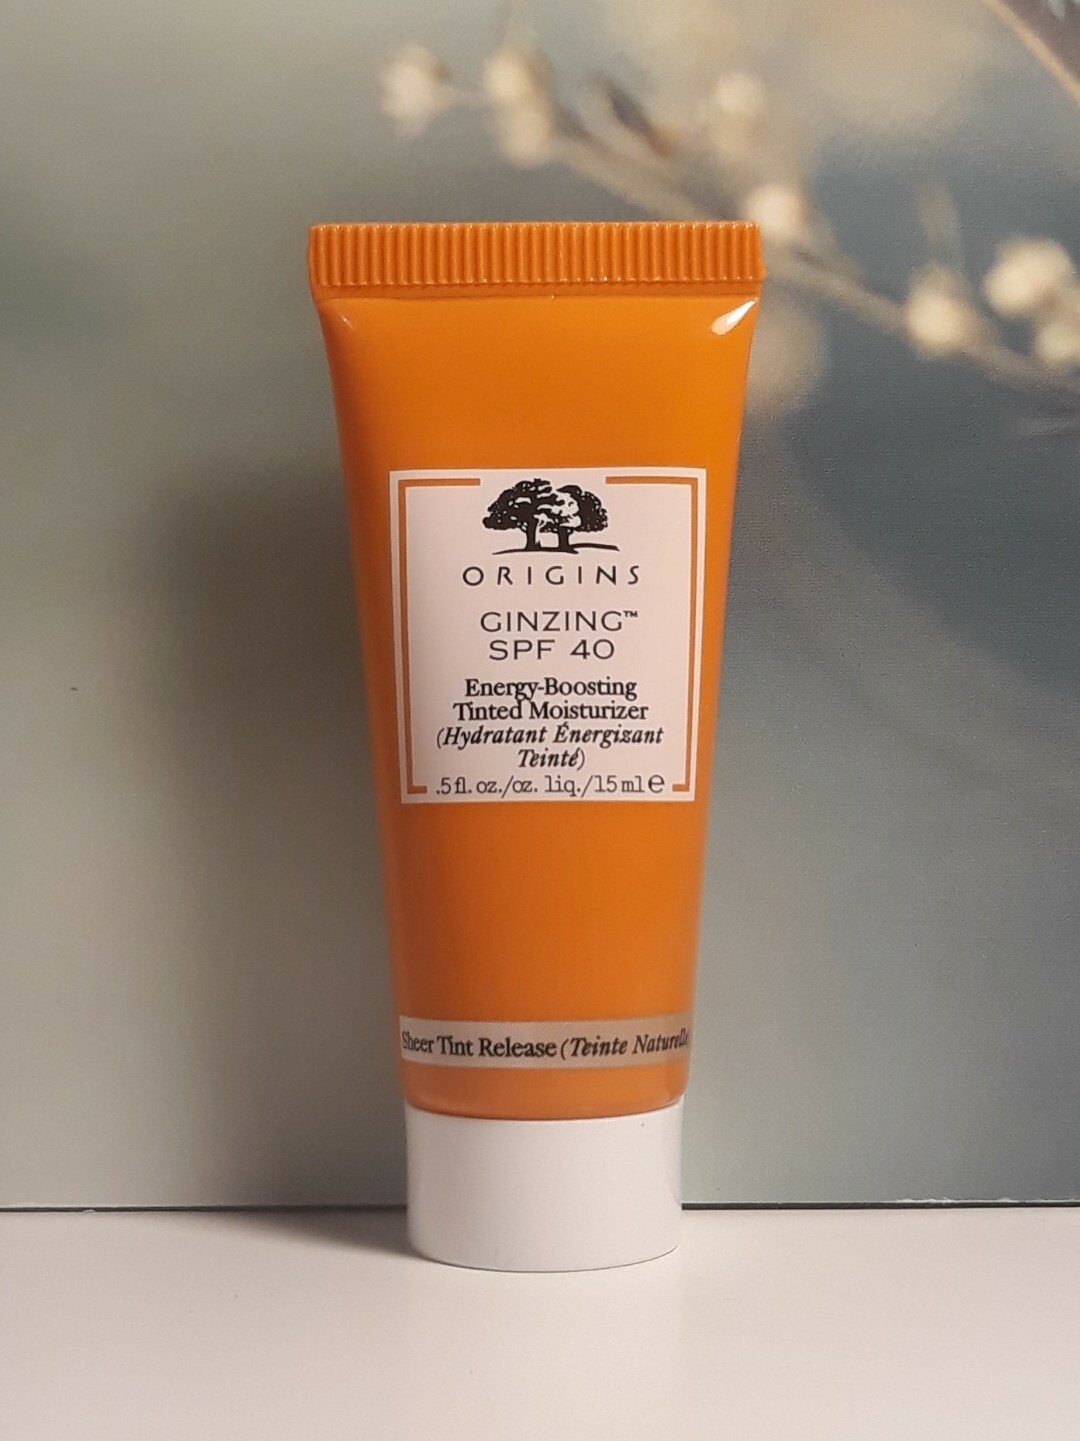 ORIGINS
GINZING™
SPF 40
Energy-Boosting
Tinted Moisturizer
(Hydratant Énergizant
Teinté)
.5 fl. oz./oz. liq./15 ml ℮
Sheer Tint Release (Teinte Naturelle